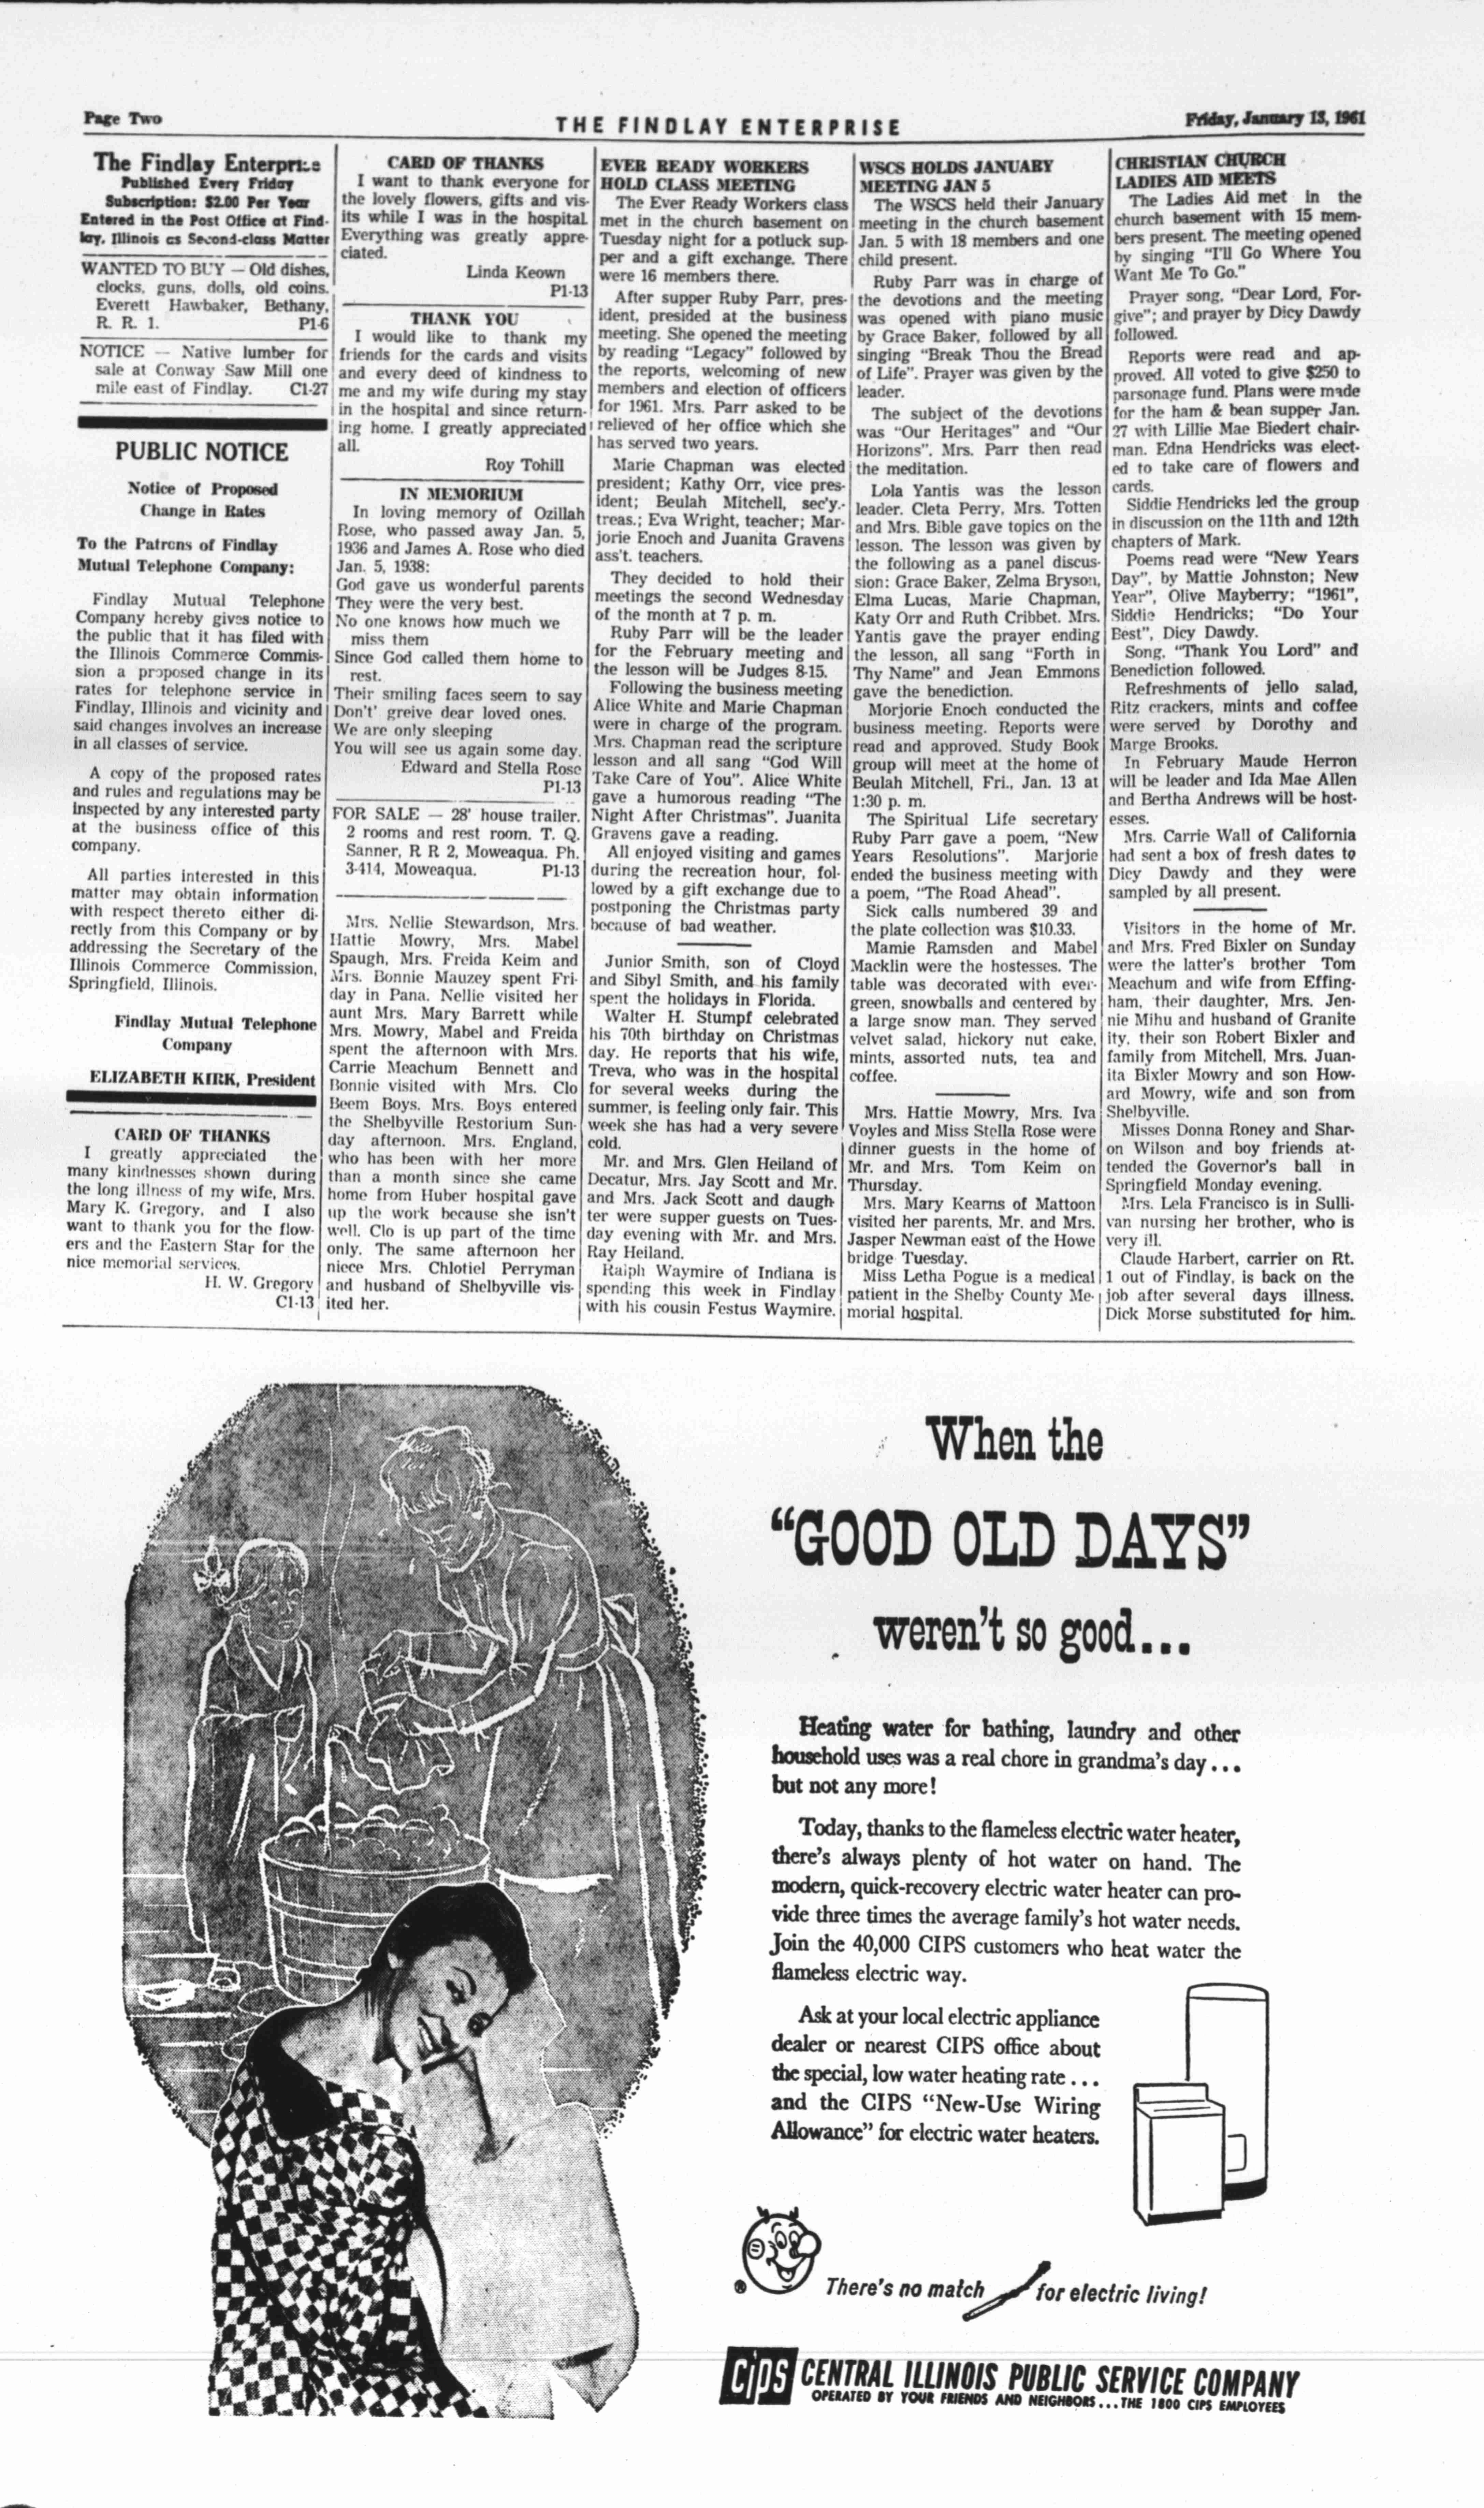 Page Two
THE FINDLAY ENTERPRISE
Friday, January 13, 1961
The Findlay Enterprise
Published Every Friday
Subscription: $2.00 Per Year
Entered in the Post Office at Find-
lay, Illinois as Second-class Matter
WANTED TO BUY — Old dishes,
clocks, guns, dolls, old coins.
Everett Hawbaker, Bethany,
R. R. 1. P1-6
NOTICE — Native lumber for
sale at Conway Saw Mill one
mile east of Findlay. C1-27
PUBLIC NOTICE
Notice of Proposed
Change in Rates
To the Patrons of Findlay
Mutual Telephone Company:
Findlay Mutual Telephone
Company hereby gives notice to
the public that it has filed with
the Illinois Commerce Commis-
sion a proposed change in its
rates for telephone service in
Findlay, Illinois and vicinity and
said changes involves an increase
in all classes of service.
A copy of the proposed rates
and rules and regulations may be
inspected by any interested party
at the business office of this
company.
All parties interested in this
matter may obtain information
with respect thereto either di-
rectly from this Company or by
addressing the Secretary of the
Illinois Commerce Commission,
Springfield, Illinois.
Findlay Mutual Telephone
Company
ELIZABETH KIRK, President
CARD OF THANKS
I greatly appreciated the
many kindnesses shown during
the long illness of my wife, Mrs.
Mary K. Gregory, and I also
want to thank you for the flow-
ers and the Eastern Star for the
nice memorial services.
H. W. Gregory
C1-13
CARD OF THANKS
I want to thank everyone for
the lovely flowers, gifts and vis-
its while I was in the hospital.
Everything was greatly appre-
ciated.
Linda Keown
P1-13
THANK YOU
I would like to thank my
friends for the cards and visits
and every deed of kindness to
me and my wife during my stay
in the hospital and since return-
ing home. I greatly appreciated
all.
Roy Tohill
IN MEMORIUM
In loving memory of Ozillah
Rose, who passed away Jan. 5,
1936 and James A. Rose who died
Jan. 5, 1938:
God gave us wonderful parents
They were the very best.
No one knows how much we
miss them
Since God called them home to
rest.
Their smiling faces seem to say
Don't' greive dear loved ones.
We are only sleeping
You will see us again some day.
Edward and Stella Rose
P1-13
FOR SALE — 28' house trailer.
2 rooms and rest room. T. Q.
Sanner, R R 2, Moweaqua. Ph.
3-414, Moweaqua. P1-13
Mrs. Nellie Stewardson, Mrs.
Hattie Mowry, Mrs. Mabel
Spaugh, Mrs. Freida Keim and
Mrs. Bonnie Mauzey spent Fri-
day in Pana. Nellie visited her
aunt Mrs. Mary Barrett while
Mrs. Mowry, Mabel and Freida
spent the afternoon with Mrs.
Carrie Meachum Bennett and
Bonnie visited with Mrs. Clo
Beem Boys. Mrs. Boys entered
the Shelbyville Restorium Sun-
day afternoon. Mrs. England,
who has been with her more
than a month since she came
home from Huber hospital gave
up the work because she isn't
well. Clo is up part of the time
only. The same afternoon her
niece Mrs. Chlotiel Perryman
and husband of Shelbyville vis-
ited her.
EVER READY WORKERS
HOLD CLASS MEETING
The Ever Ready Workers class
met in the church basement on
Tuesday night for a potluck sup-
per and a gift exchange. There
were 16 members there.
After supper Ruby Parr, pres-
ident, presided at the business
meeting. She opened the meeting
by reading "Legacy" followed by
the reports, welcoming of new
members and election of officers
for 1961. Mrs. Parr asked to be
relieved of her office which she
has served two years.
Marie Chapman was elected
president; Kathy Orr, vice pres-
ident; Beulah Mitchell, sec'y.-
treas.; Eva Wright, teacher; Mar-
jorie Enoch and Juanita Gravens
ass't. teachers.
They decided to hold their
meetings the second Wednesday
of the month at 7 p. m.
Ruby Parr will be the leader
for the February meeting and
the lesson will be Judges 8-15.
Following the business meeting
Alice White and Marie Chapman
were in charge of the program.
Mrs. Chapman read the scripture
lesson and all sang "God Will
Take Care of You". Alice White
gave a humorous reading "The
Night After Christmas". Juanita
Gravens gave a reading.
All enjoyed visiting and games
during the recreation hour, fol-
lowed by a gift exchange due to
postponing the Christmas party
because of bad weather.
Junior Smith, son of Cloyd
and Sibyl Smith, and his family
spent the holidays in Florida.
Walter H. Stumpf celebrated
his 70th birthday on Christmas
day. He reports that his wife,
Treva, who was in the hospital
for several weeks during the
summer, is feeling only fair. This
week she has had a very severe
cold.
Mr. and Mrs. Glen Heiland of
Decatur, Mrs. Jay Scott and Mr.
and Mrs. Jack Scott and daugh-
ter were supper guests on Tues-
day evening with Mr. and Mrs.
Ray Heiland.
Ralph Waymire of Indiana is
spending this week in Findlay
with his cousin Festus Waymire.
WSCS HOLDS JANUARY
MEETING JAN 5
The WSCS held their January
meeting in the church basement
Jan. 5 with 18 members and one
child present.
Ruby Parr was in charge of
the devotions and the meeting
was opened with piano music
by Grace Baker, followed by all
singing "Break Thou the Bread
of Life". Prayer was given by the
leader.
The subject of the devotions
was "Our Heritages" and "Our
Horizons". Mrs. Parr then read
the meditation.
Lola Yantis was the lesson
leader. Cleta Perry, Mrs. Totten
and Mrs. Bible gave topics on the
lesson. The lesson was given by
the following as a panel discus-
sion: Grace Baker, Zelma Bryson,
Elma Lucas, Marie Chapman,
Katy Orr and Ruth Cribbet. Mrs.
Yantis gave the prayer ending
the lesson, all sang "Forth in
Thy Name" and Jean Emmons
gave the benediction.
Morjorie Enoch conducted the
business meeting. Reports were
read and approved. Study Book
group will meet at the home of
Beulah Mitchell, Fri., Jan. 13 at
1:30 p. m.
The Spiritual Life secretary
Ruby Parr gave a poem, "New
Years Resolutions". Marjorie
ended the business meeting with
a poem, "The Road Ahead".
Sick calls numbered 39 and
the plate collection was $10.33.
Mamie Ramsden and Mabel
Macklin were the hostesses. The
table was decorated with ever-
green, snowballs and centered by
a large snow man. They served
velvet salad, hickory nut cake,
mints, assorted nuts, tea and
coffee.
Mrs. Hattie Mowry, Mrs. Iva
Voyles and Miss Stella Rose were
dinner guests in the home of
Mr. and Mrs. Tom Keim on
Thursday.
Mrs. Mary Kearns of Mattoon
visited her parents, Mr. and Mrs.
Jasper Newman east of the Howe
bridge Tuesday.
Miss Letha Pogue is a medical
patient in the Shelby County Me-
morial hospital.
CHRISTIAN CHURCH
LADIES AID MEETS
The Ladies Aid met in the
church basement with 15 mem-
bers present. The meeting opened
by singing "I'll Go Where You
Want Me To Go."
Prayer song, "Dear Lord, For-
give"; and prayer by Dicy Dawdy
followed.
Reports were read and ap-
proved. All voted to give $250 to
parsonage fund. Plans were made
for the ham & bean supper Jan.
27 with Lillie Mae Biedert chair-
man. Edna Hendricks was elect-
ed to take care of flowers and
cards.
Siddie Hendricks led the group
in discussion on the 11th and 12th
chapters of Mark.
Poems read were "New Years
Day", by Mattie Johnston; New
Year", Olive Mayberry; "1961",
Siddie Hendricks; "Do Your
Best", Dicy Dawdy.
Song, "Thank You Lord" and
Benediction followed.
Refreshments of jello salad,
Ritz crackers, mints and coffee
were served by Dorothy and
Marge Brooks.
In February Maude Herron
will be leader and Ida Mae Allen
and Bertha Andrews will be host-
esses.
Mrs. Carrie Wall of California
had sent a box of fresh dates to
Dicy Dawdy and they were
sampled by all present.
Visitors in the home of Mr.
and Mrs. Fred Bixler on Sunday
were the latter's brother Tom
Meachum and wife from Effing-
ham, their daughter, Mrs. Jen-
nie Mihu and husband of Granite
ity, their son Robert Bixler and
family from Mitchell, Mrs. Juan-
ita Bixler Mowry and son How-
ard Mowry, wife and son from
Shelbyville.
Misses Donna Roney and Shar-
on Wilson and boy friends at-
tended the Governor's ball in
Springfield Monday evening.
Mrs. Lela Francisco is in Sulli-
van nursing her brother, who is
very ill.
Claude Harbert, carrier on Rt.
1 out of Findlay, is back on the
job after several days illness.
Dick Morse substituted for him.
When the
"GOOD OLD DAYS"
weren't so good...
Heating water for bathing, laundry and other
household uses was a real chore in grandma's day...
but not any more!
Today, thanks to the flameless electric water heater,
there's always plenty of hot water on hand. The
modern, quick-recovery electric water heater can pro-
vide three times the average family's hot water needs.
Join the 40,000 CIPS customers who heat water the
flameless electric way.
Ask at your local electric appliance
dealer or nearest CIPS office about
the special, low water heating rate...
and the CIPS "New-Use Wiring
Allowance" for electric water heaters.
®
There's no match for electric living!
CIPS CENTRAL ILLINOIS PUBLIC SERVICE COMPANY
OPERATED BY YOUR FRIENDS AND NEIGHBORS...THE 1800 CIPS EMPLOYEES